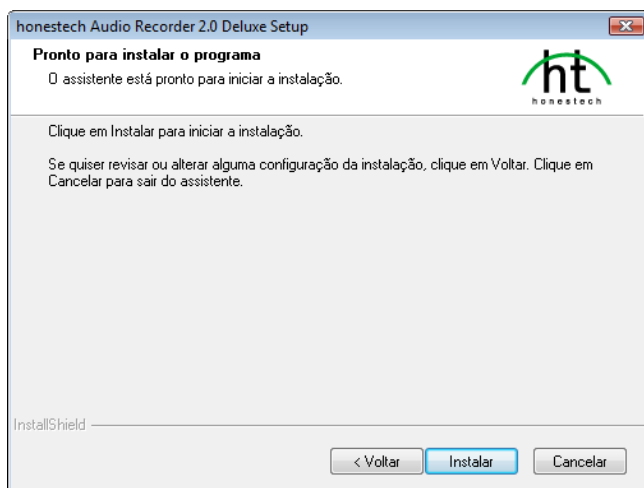 honestech Audio Recorder 2.0 Deluxe Setup
Pronto para instalar o programa
O assistente está pronto para iniciar a instalação.
ht
honestech
Clique em Instalar para iniciar a instalação.
Se quiser revisar ou alterar alguma configuração da instalação, clique em Voltar. Clique em
Cancelar para sair do assistente.
InstallShield
< Voltar
Instalar
Cancelar